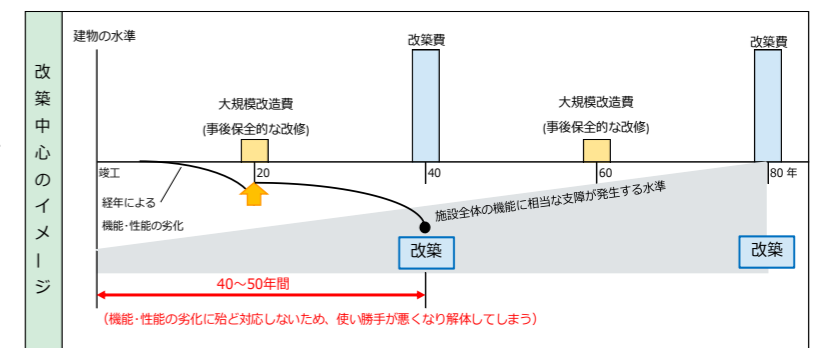 改築中心のイメージ
建物の水準
改築費
改築費
大規模改造費
(事後保全的な改修)
大規模改造費
(事後保全的な改修)
竣工
20
40
60
80 年
経年による
機能・性能の劣化
施設全体の機能に相当な支障が発生する水準
改築
改築
40～50年間
（機能・性能の劣化に殆ど対応しないため、使い勝手が悪くなり解体してしまう）